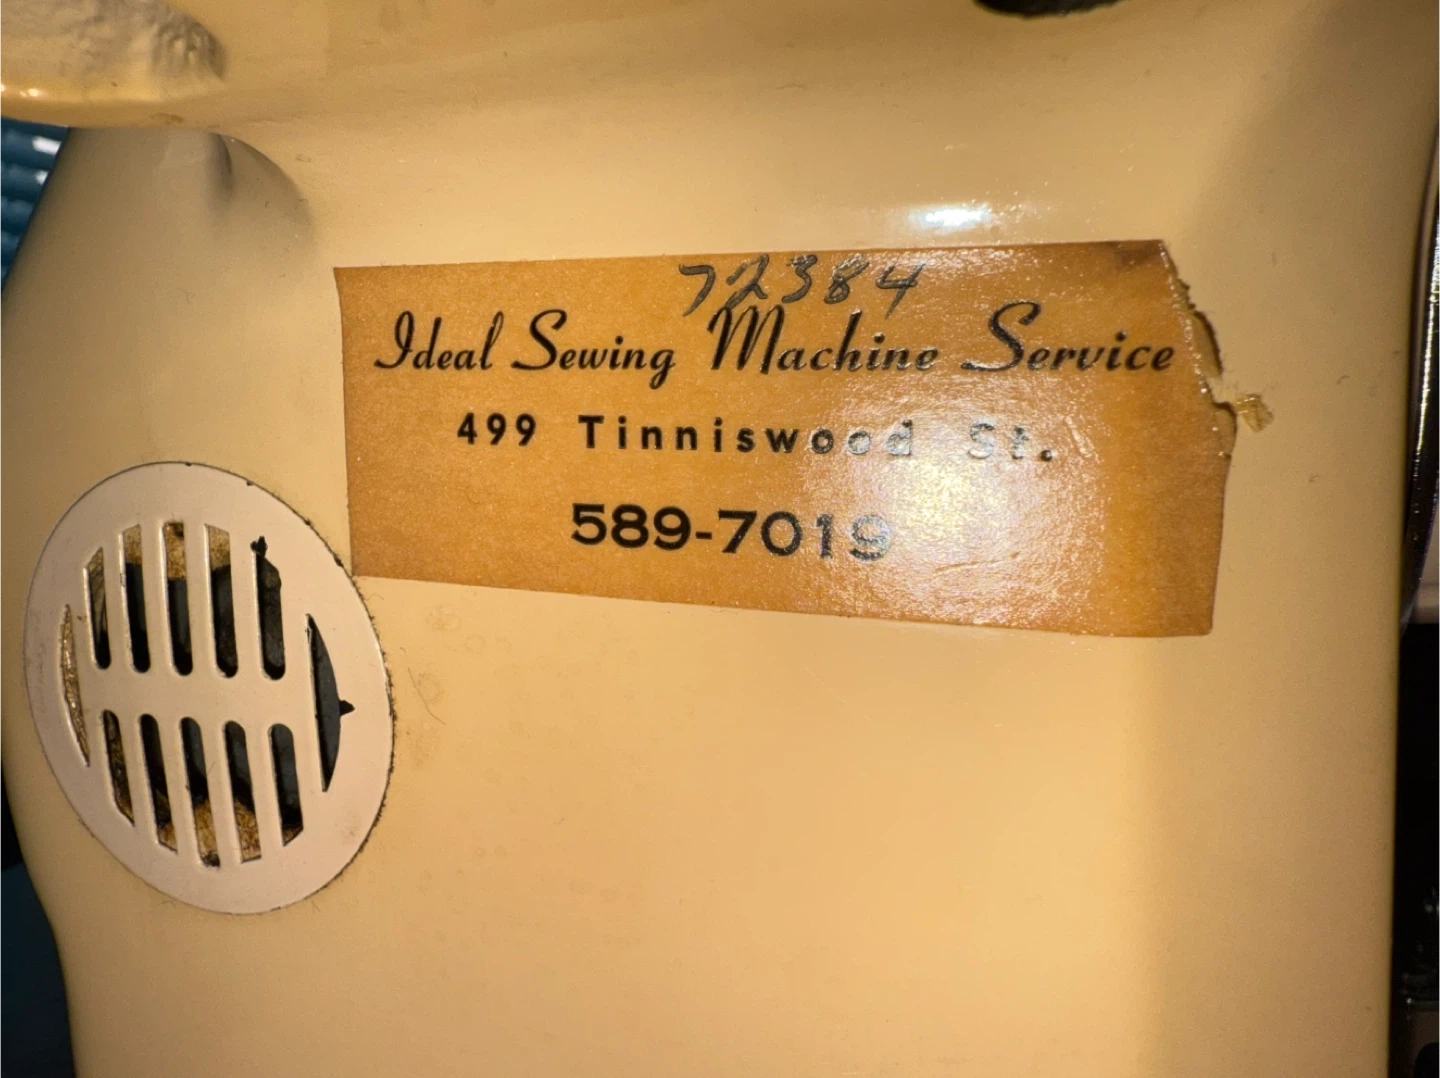 72384
Ideal Sewing Machine Service
499 Tinniswood St.
589-7019